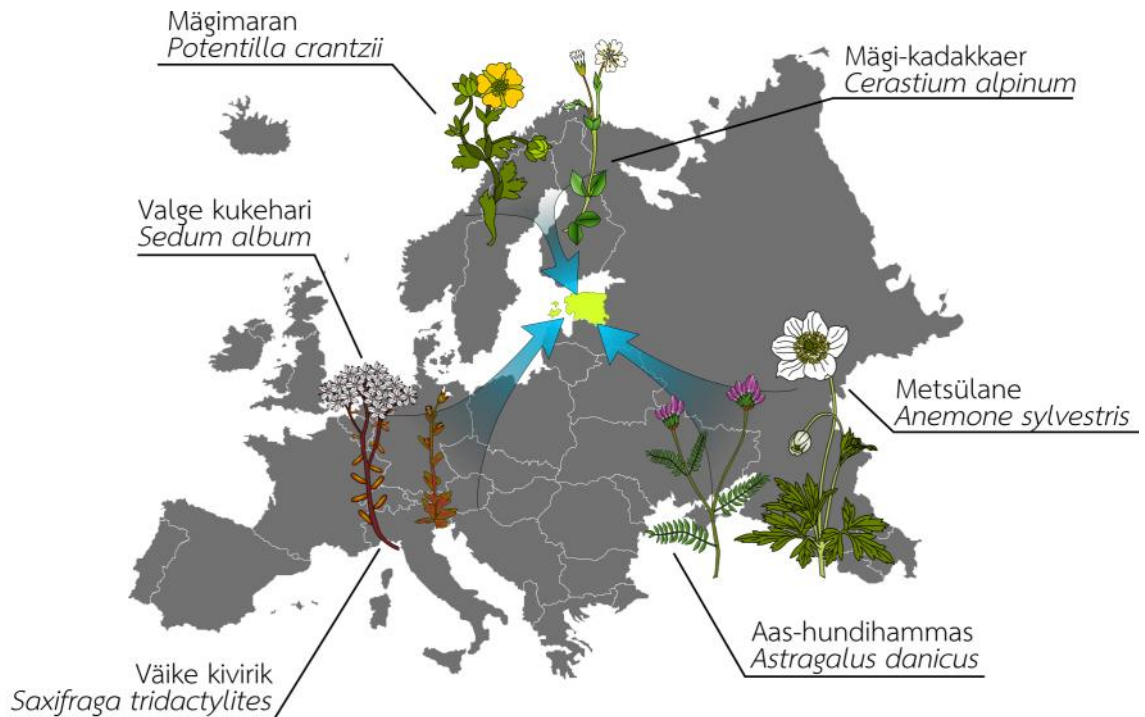 Mägimaran
Potentilla crantzii
Mägi-kadakkaer
Cerastium alpinum
Valge kukehari
Sedum album
Metsülane
Anemone sylvestris
Aas-hundihammas
Astragalus danicus
Väike kivirik
Saxifraga tridactylites